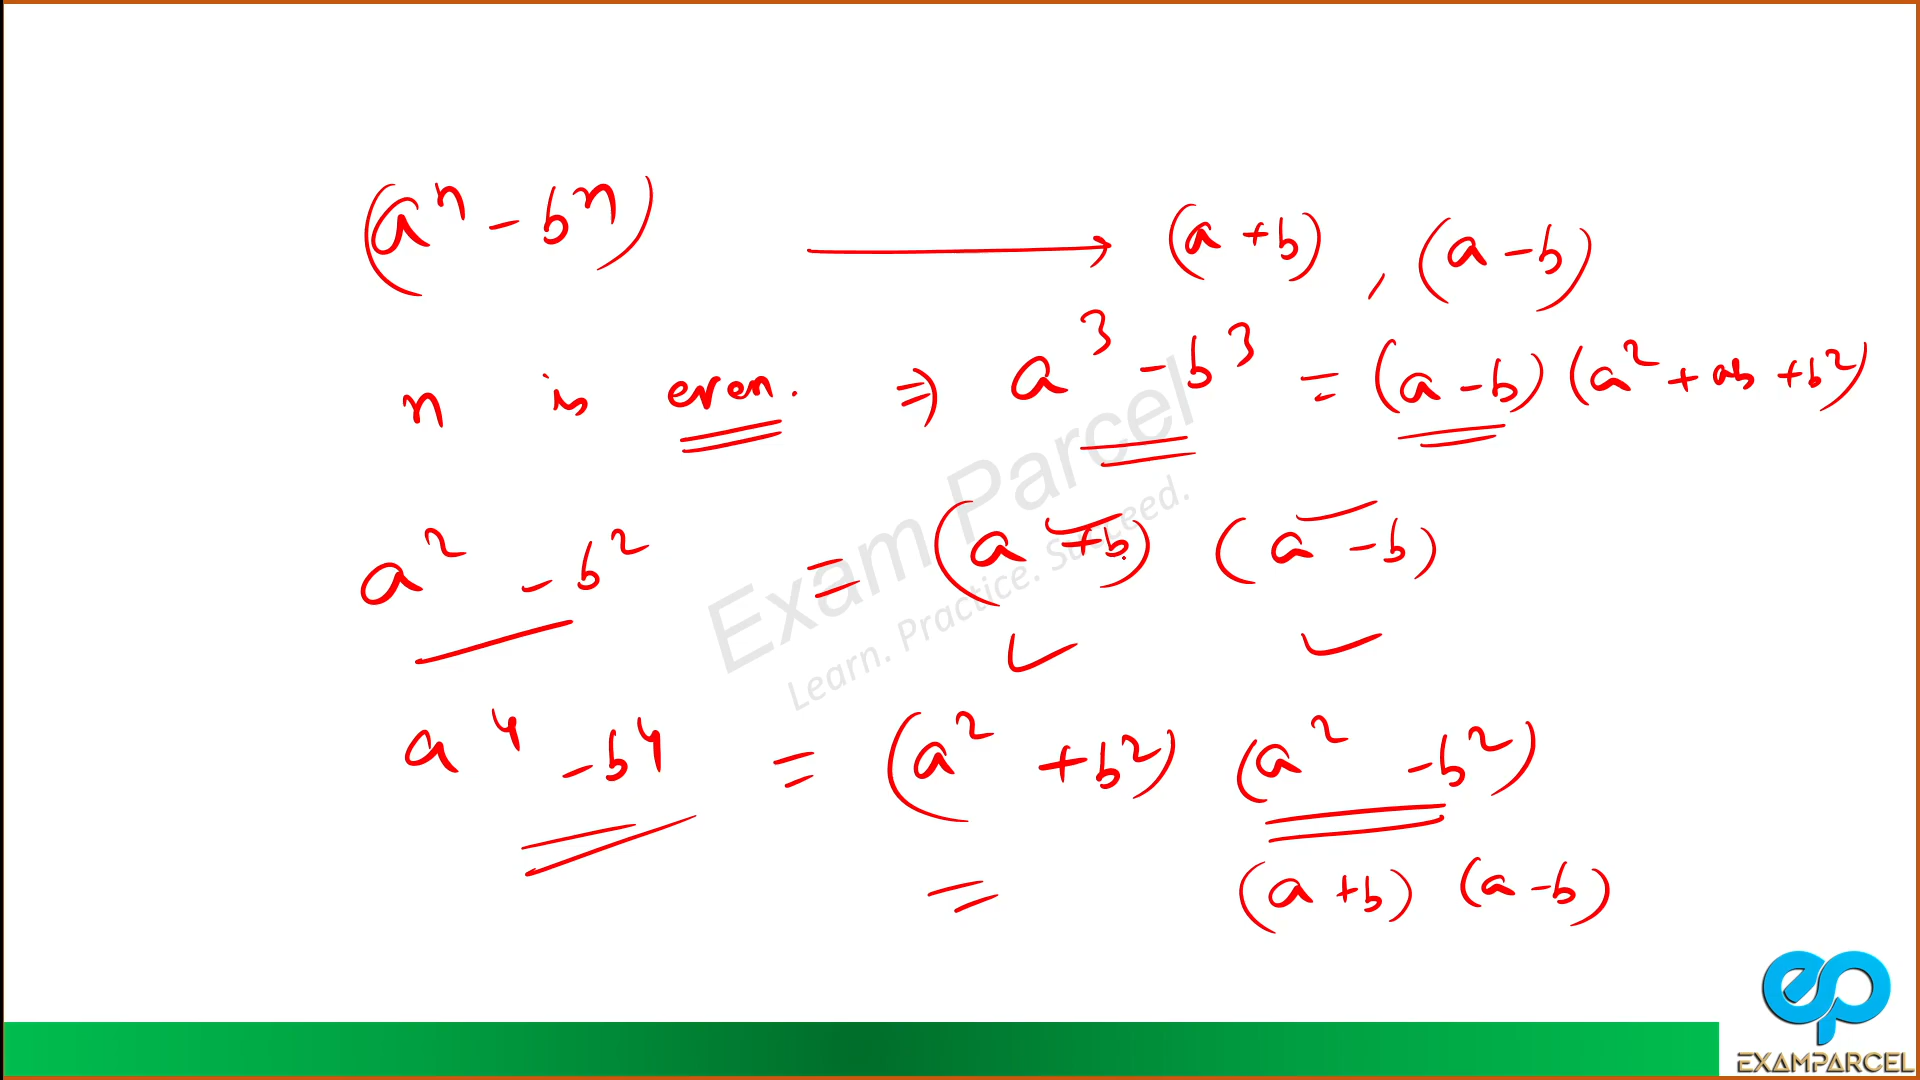 (aⁿ - bⁿ) → (a + b) , (a - b)
n is even. ⇒ a³ - b³ = (a - b) (a² + ab + b²)
a² - b² = (a + b) (a - b)
a⁴ - b⁴ = (a² + b²) (a² - b²)
= (a + b) (a - b)
Exam Parcel
Learn. Practice. Succeed.
ep
EXAMPARCEL